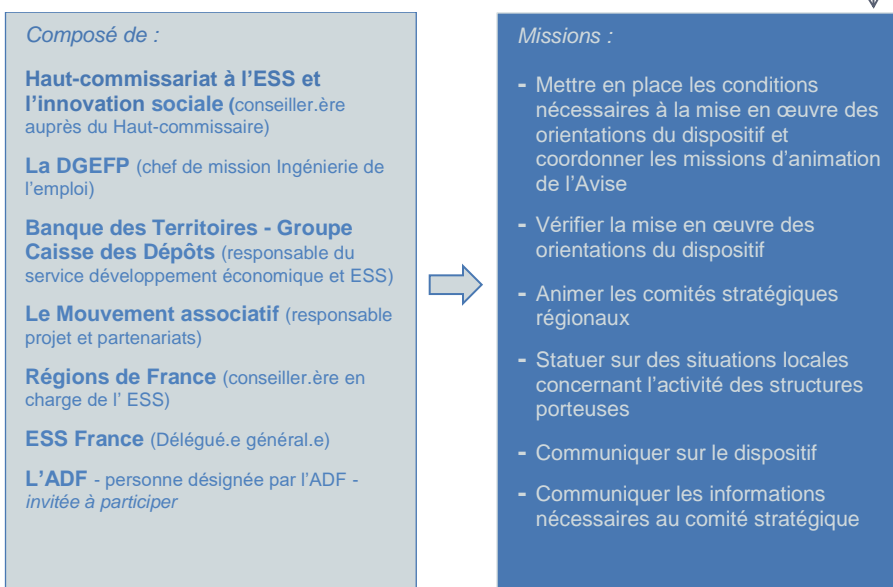 Composé de :
Haut-commissariat à l'ESS et
l'innovation sociale (conseiller.ère
auprès du Haut-commissaire)
La DGEFP (chef de mission Ingénierie de
l'emploi)
Banque des Territoires - Groupe
Caisse des Dépôts (responsable du
service développement économique et ESS)
Le Mouvement associatif (responsable
projet et partenariats)
Régions de France (conseiller.ère en
charge de l' ESS)
ESS France (Délégué.e général.e)
L'ADF - personne désignée par l'ADF -
invitée à participer
Missions :
- Mettre en place les conditions
nécessaires à la mise en œuvre des
orientations du dispositif et
coordonner les missions d'animation
de l'Avise
- Vérifier la mise en œuvre des
orientations du dispositif
- Animer les comités stratégiques
régionaux
- Statuer sur des situations locales
concernant l'activité des structures
porteuses
- Communiquer sur le dispositif
- Communiquer les informations
nécessaires au comité stratégique